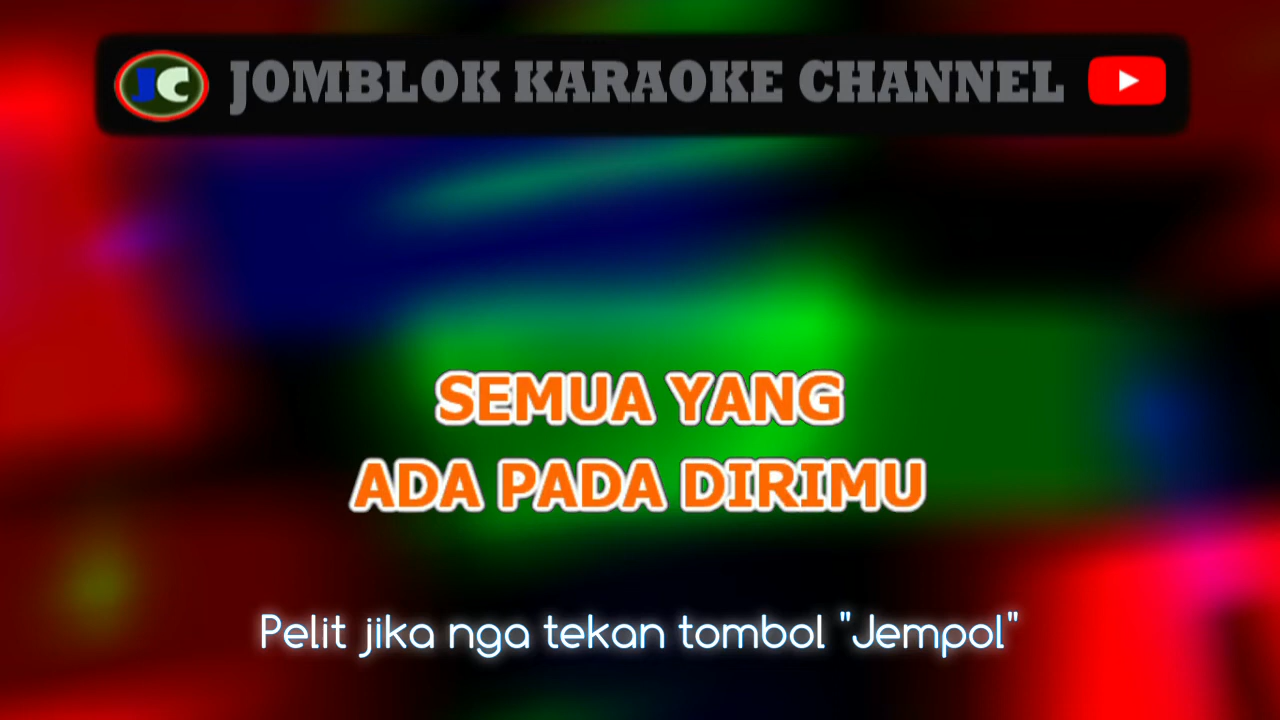 JC JOMBLOK KARAOKE CHANNEL
SEMUA YANG
ADA PADA DIRIMU
Pelit jika nga tekan tombol "Jempol"